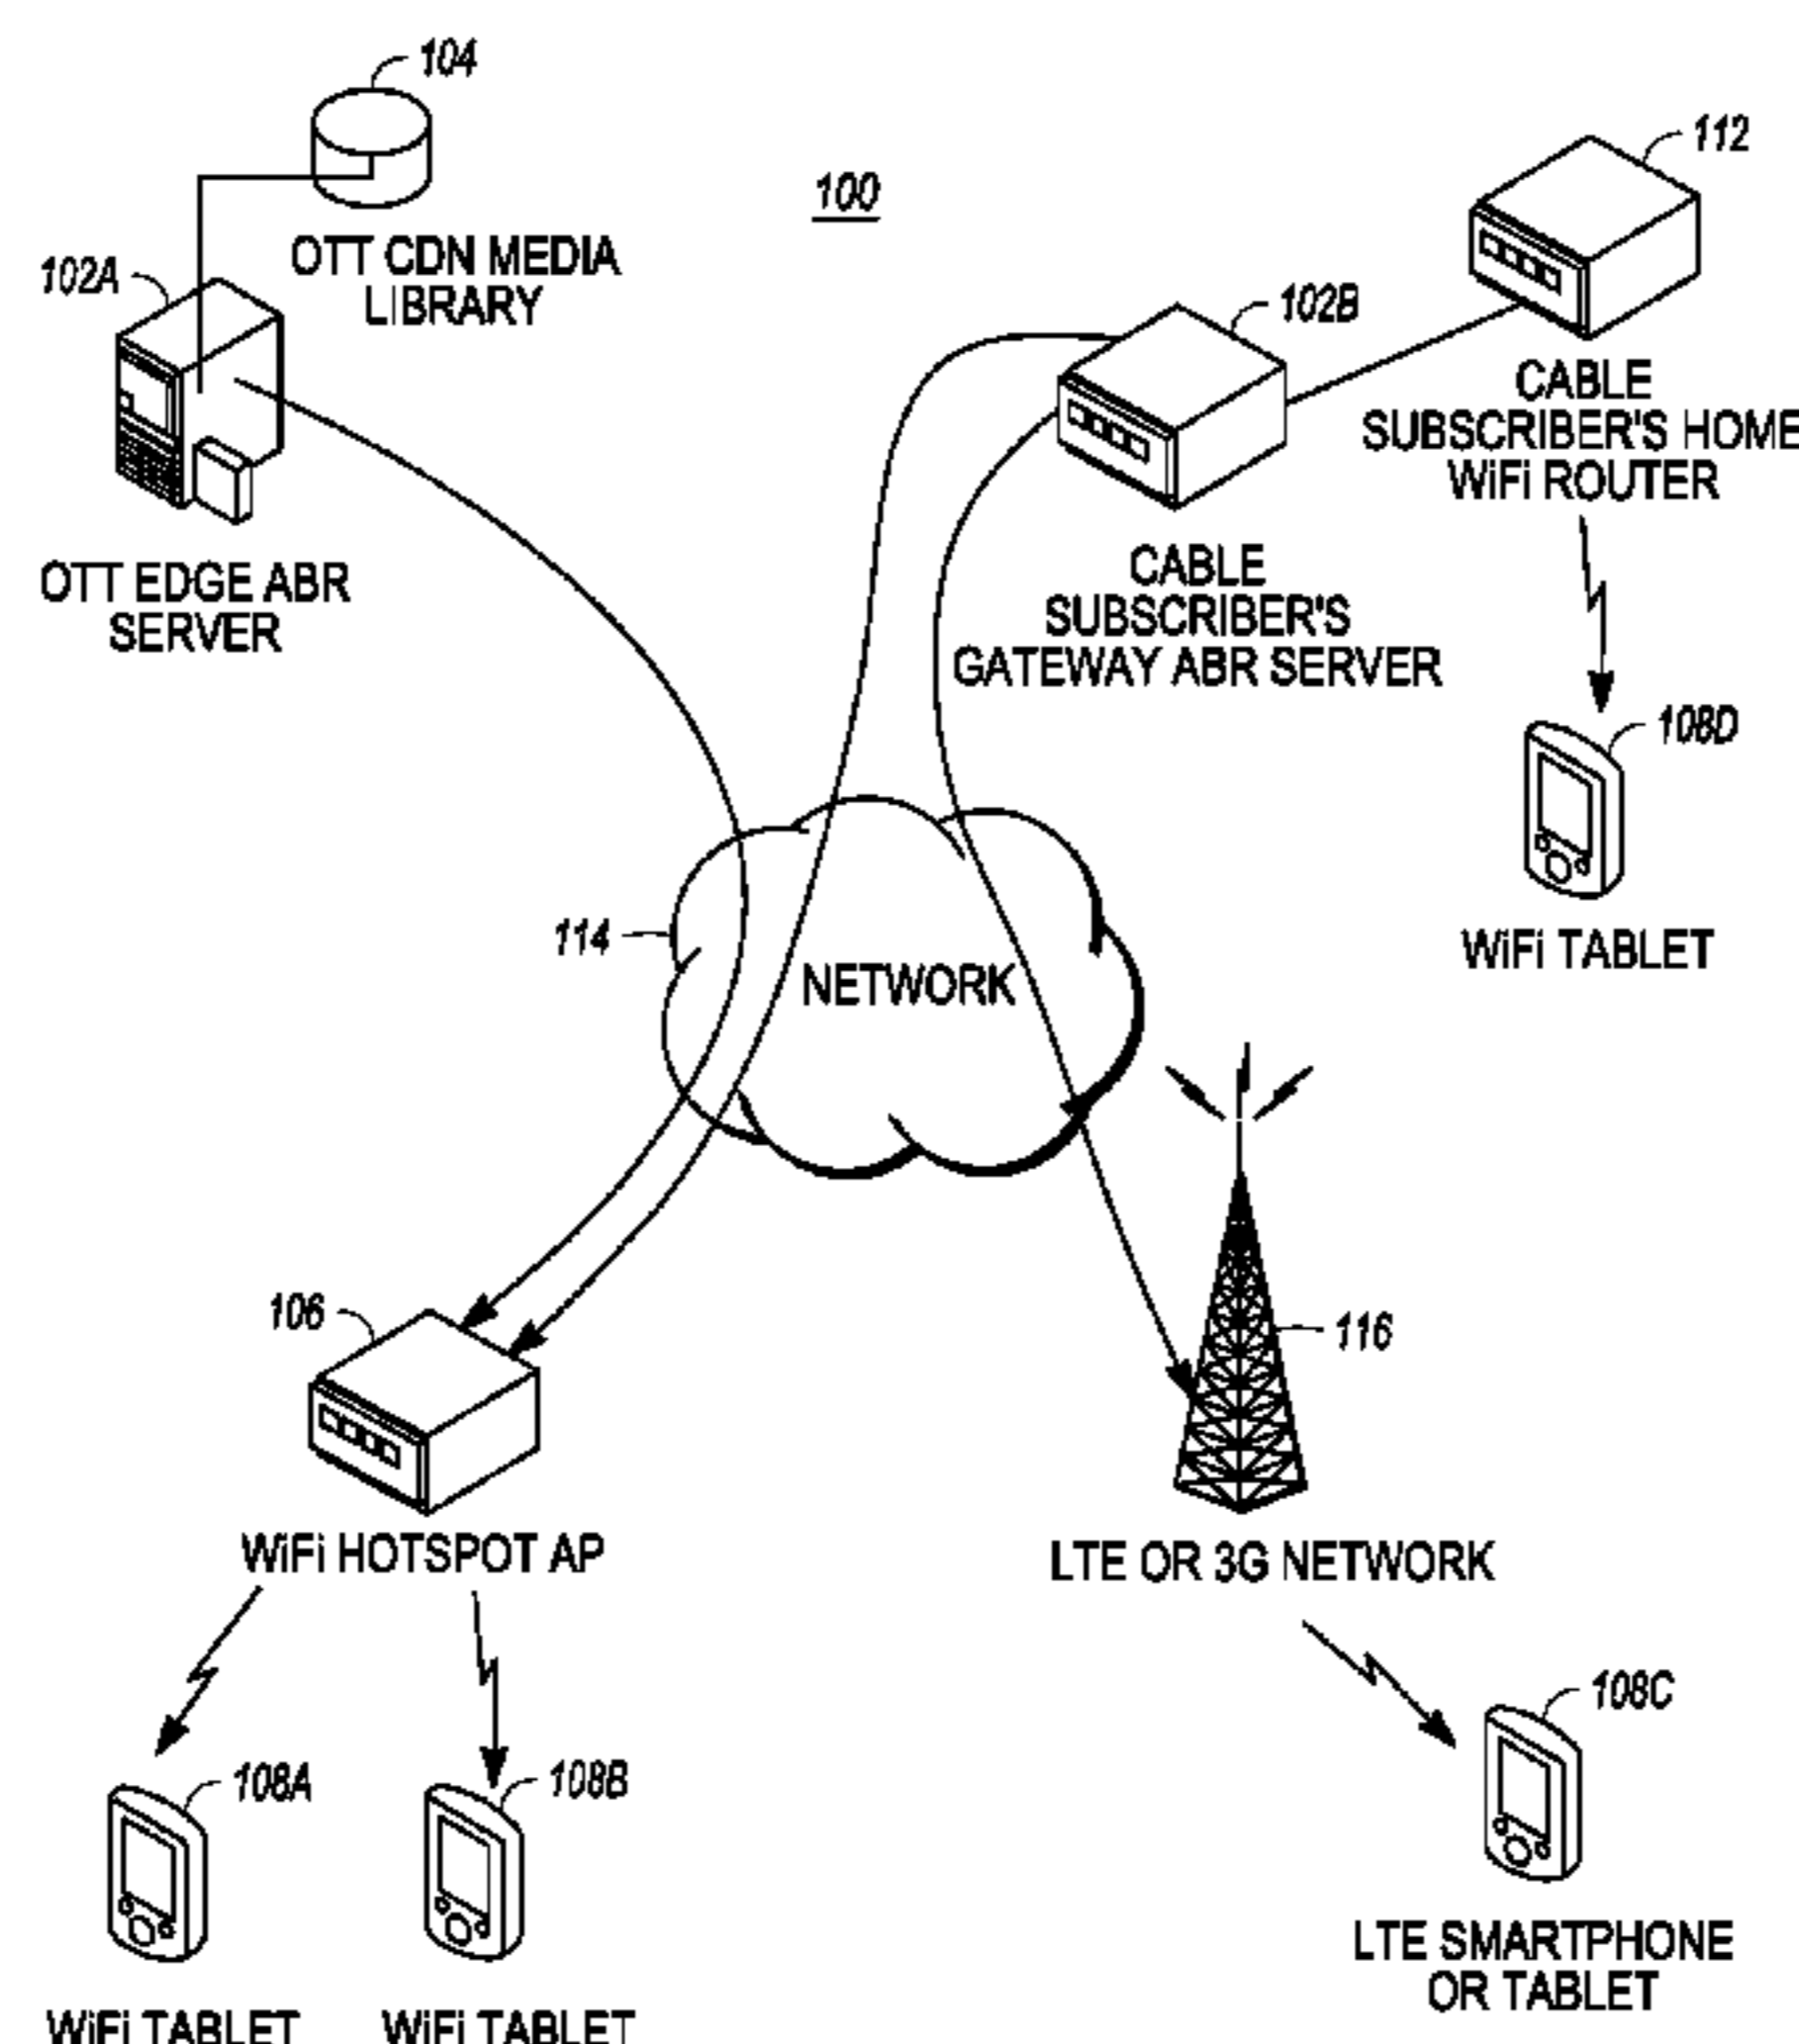 104
100
112
OTT CDN MEDIA
LIBRARY
102A
102B
CABLE
SUBSCRIBER'S HOME
WiFi ROUTER
OTT EDGE ABR
SERVER
CABLE
SUBSCRIBER'S
GATEWAY ABR SERVER
108D
WiFi TABLET
114
NETWORK
106
116
WiFi HOTSPOT AP
LTE OR 3G NETWORK
108A
108B
108C
LTE SMARTPHONE
OR TABLET
WiFi TABLET
WiFi TABLET